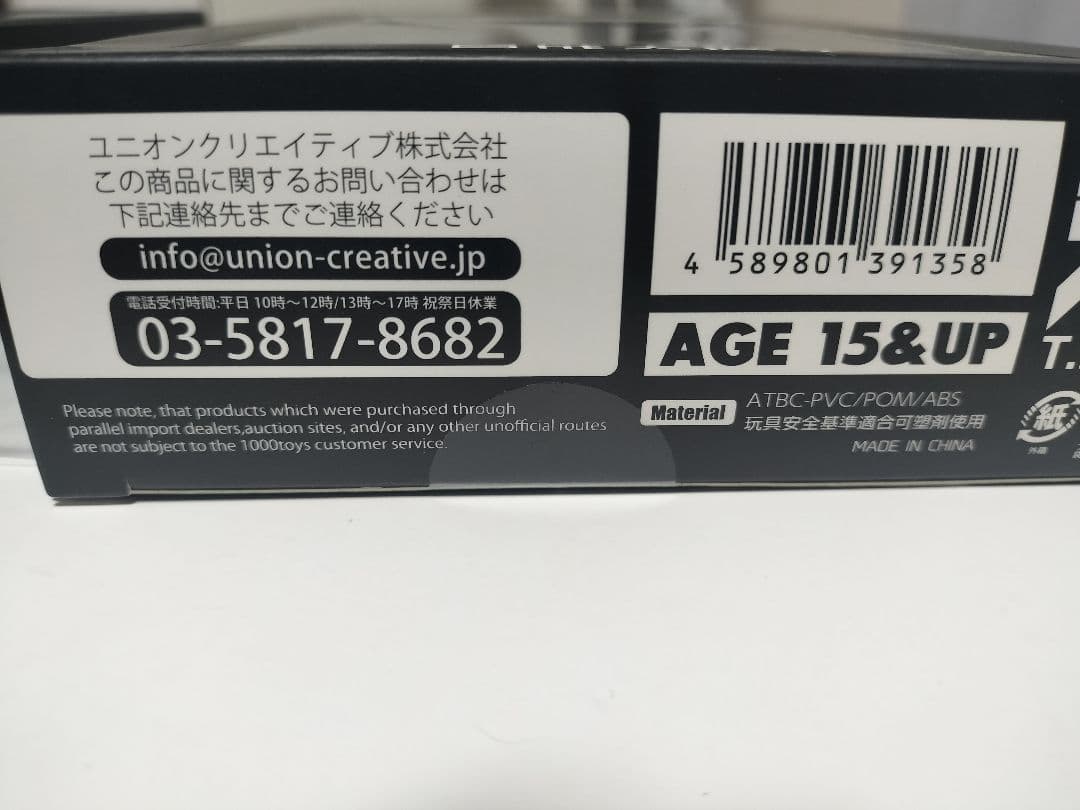 ユニオンクリエイティブ株式会社
この商品に関するお問い合わせは
下記連絡先までご連絡ください
info@union-creative.jp
電話受付時間:平日 10時～12時/13時～17時 祝祭日休業
03-5817-8682
Please note, that products which were purchased through
parallel import dealers,auction sites, and/or any other unofficial routes
are not subject to the 1000toys customer service.
4 589801 391358
AGE 15&UP
Material
ATBC-PVC/POM/ABS
玩具安全基準適合可塑剤使用
MADE IN CHINA
紙
外箱